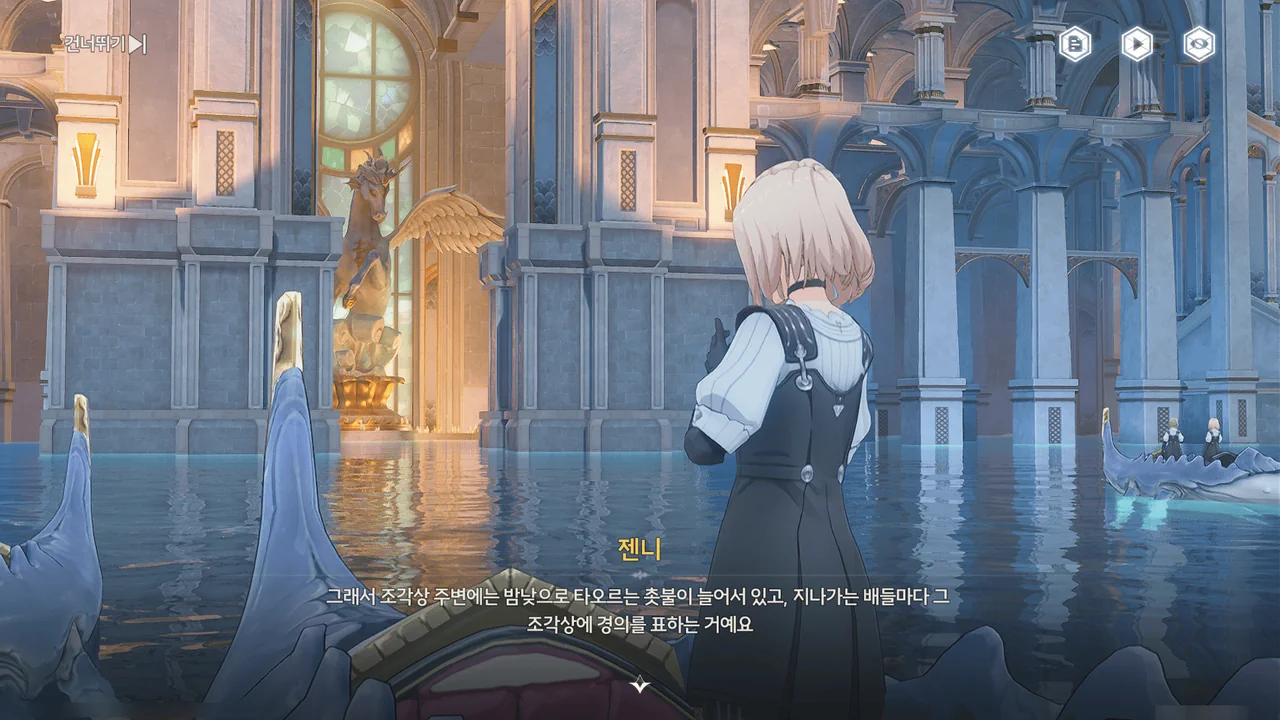 건너뛰기
젠니
그래서 조각상 주변에는 밤낮으로 타오르는 촛불이 늘어서 있고, 지나가는 배들마다 그
조각상에 경의를 표하는 거예요